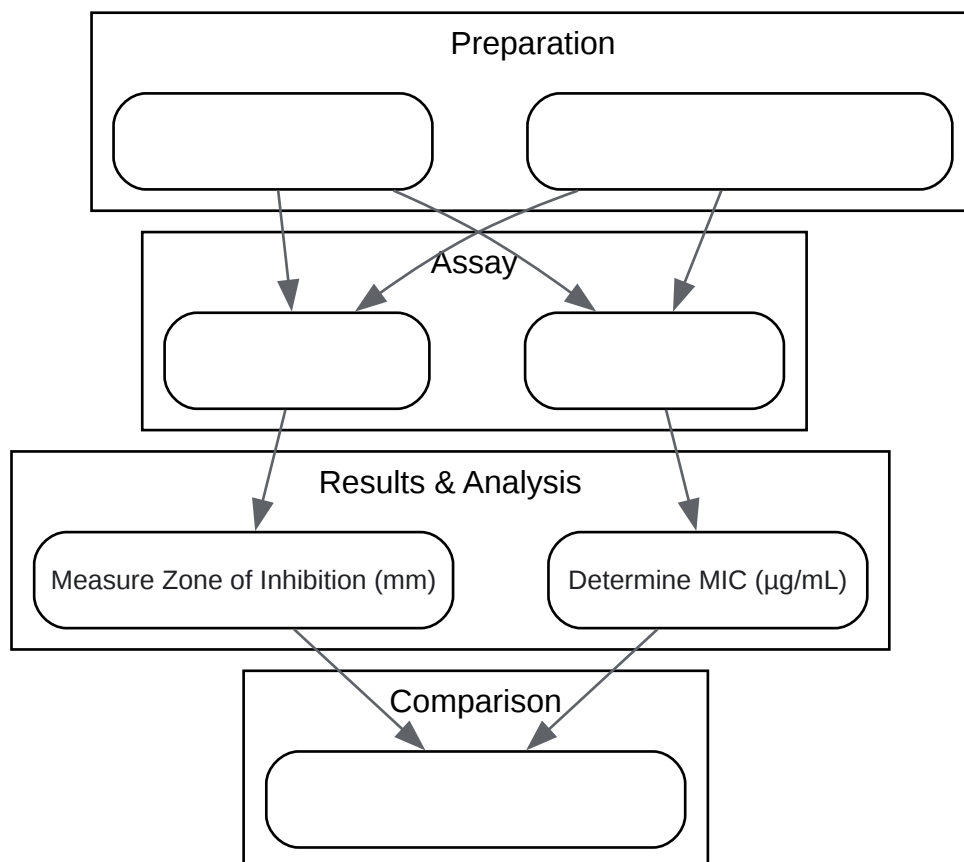 Preparation
Assay
Results & Analysis
Measure Zone of Inhibition (mm)
Determine MIC (µg/mL)
Comparison